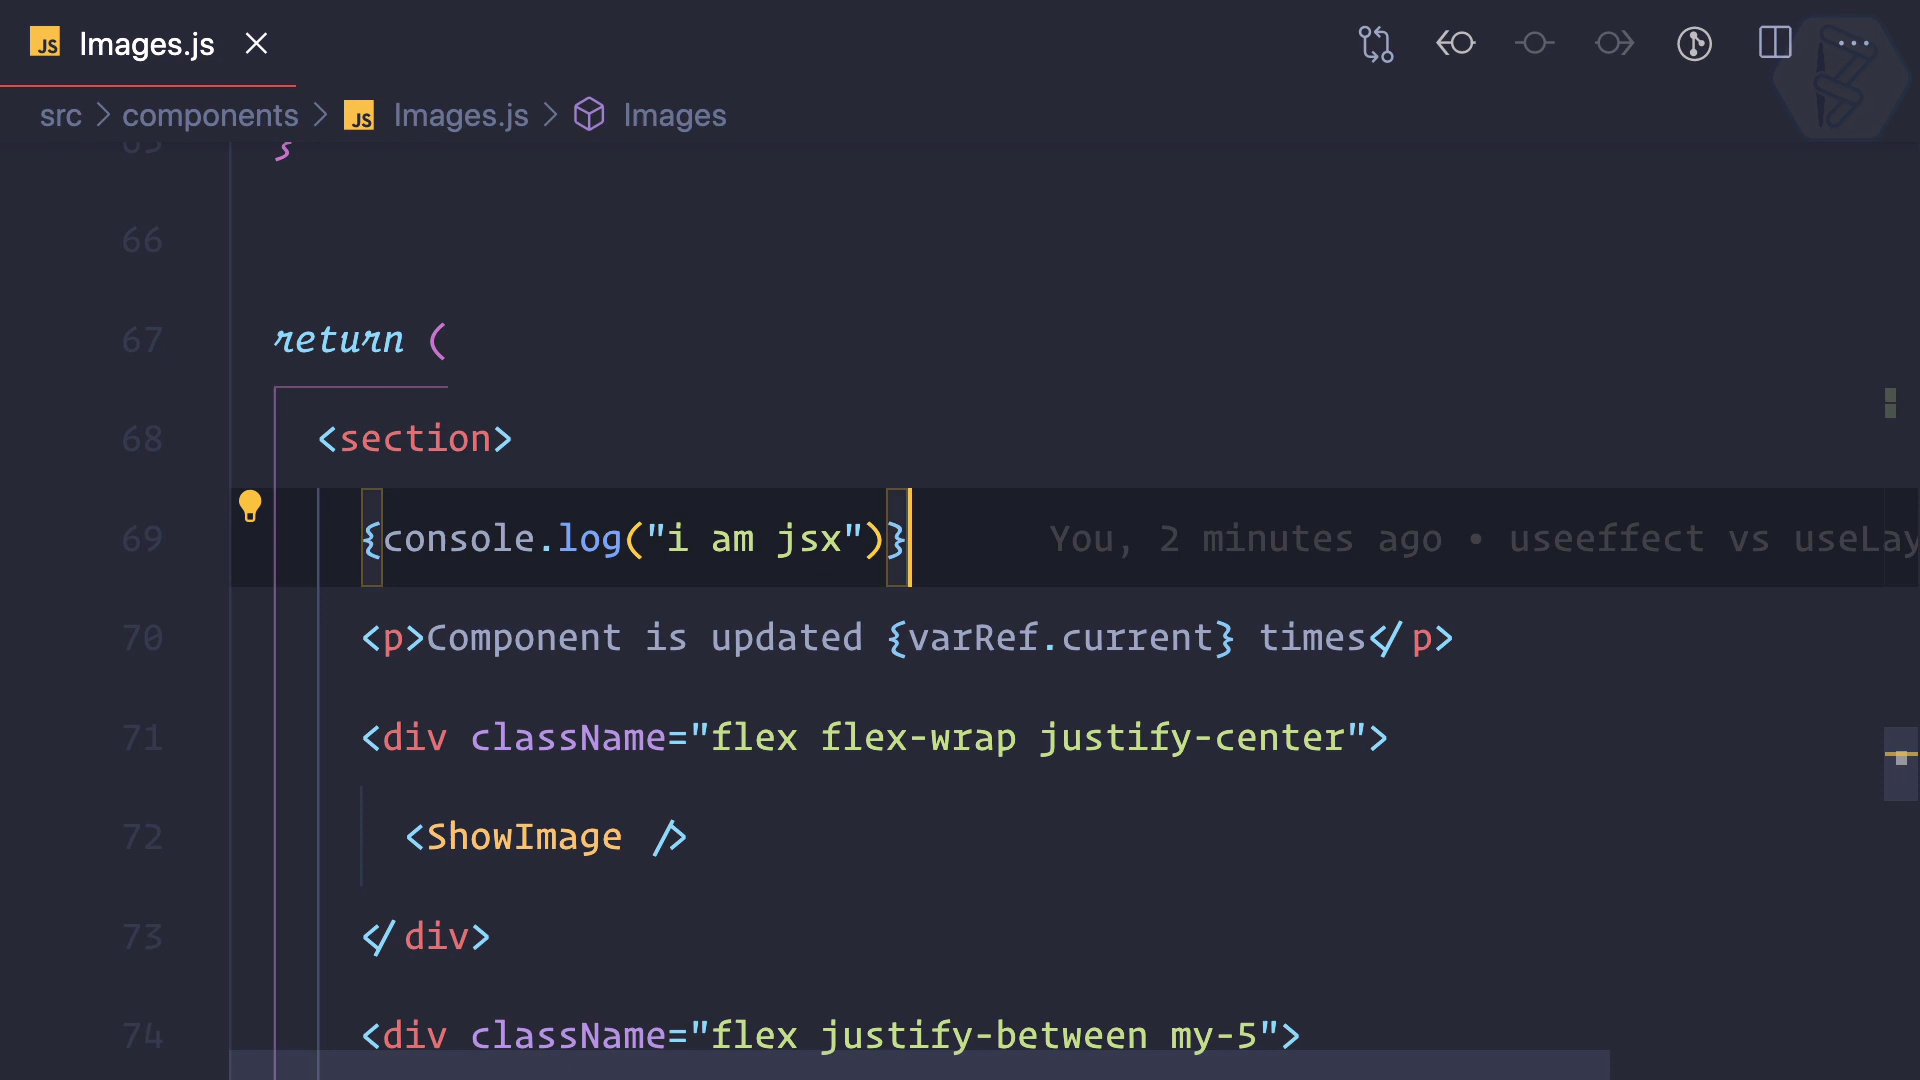 JS Images.js
src > components > JS Images.js > Images
65 }
66
67 return (
68 <section>
69 {console.log("i am jsx")} You, 2 minutes ago • useeffect vs useLay
70 <p>Component is updated {varRef.current} times</p>
71 <div className="flex flex-wrap justify-center">
72 <ShowImage />
73 </div>
74 <div className="flex justify-between my-5">